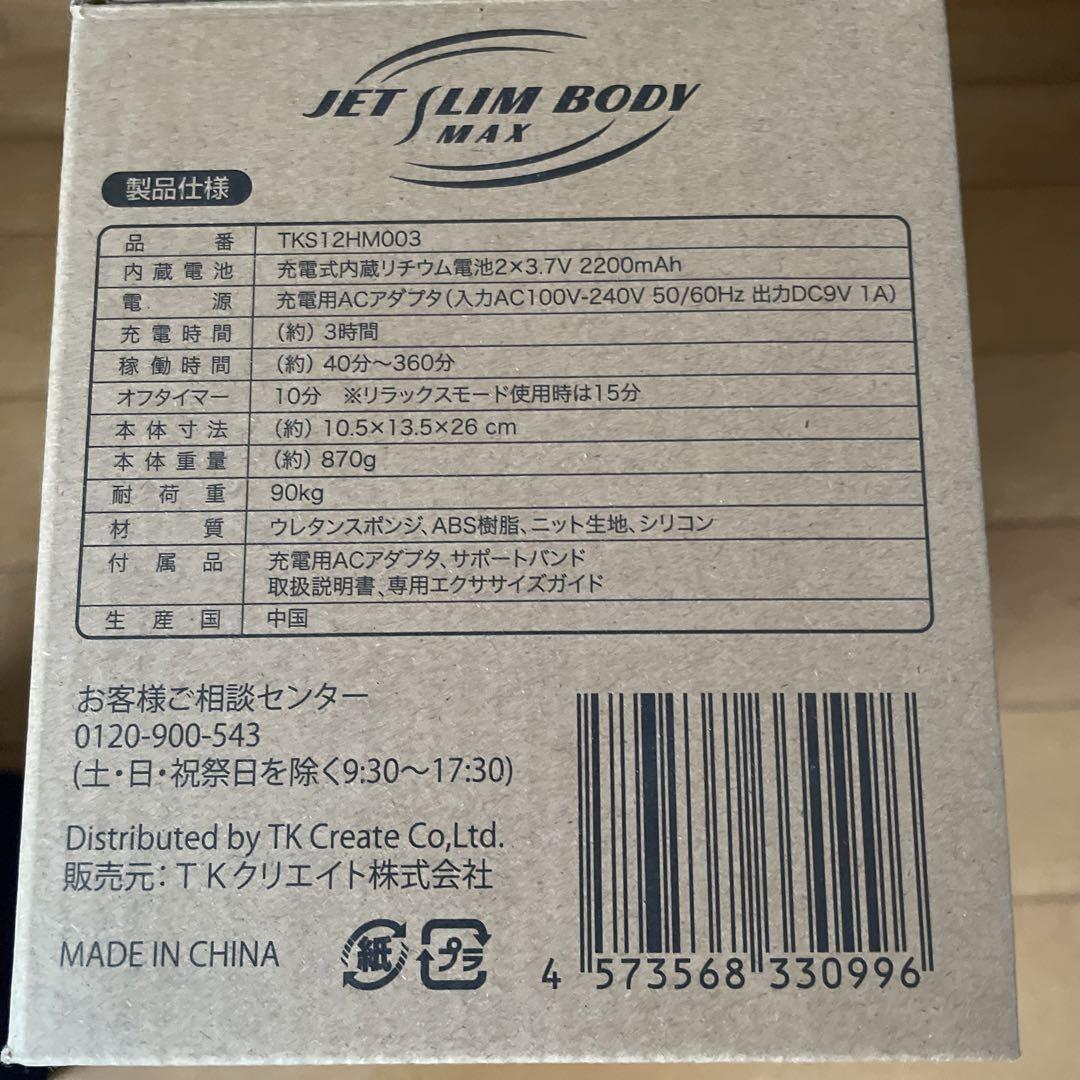 JET SLIM BODY
MAX
製品仕様
品番 TKS12HM003
内蔵電池 充電式内蔵リチウム電池2×3.7V 2200mAh
電源 充電用ACアダプタ(入力AC100V-240V 50/60Hz 出力DC9V 1A)
充電時間 (約) 3時間
稼働時間 (約) 40分〜360分
オフタイマー 10分 ※リラックスモード使用時は15分
本体寸法 (約) 10.5×13.5×26 cm
本体重量 (約) 870g
耐荷重 90kg
材質 ウレタンスポンジ、ABS樹脂、ニット生地、シリコン
付属品 充電用ACアダプタ、サポートバンド
取扱説明書、専用エクササイズガイド
生産国 中国
お客様ご相談センター
0120-900-543
(土・日・祝祭日を除く9:30〜17:30)
Distributed by TK Create Co,Ltd.
販売元:TKクリエイト株式会社
MADE IN CHINA
紙
プラ
4 573568 330996